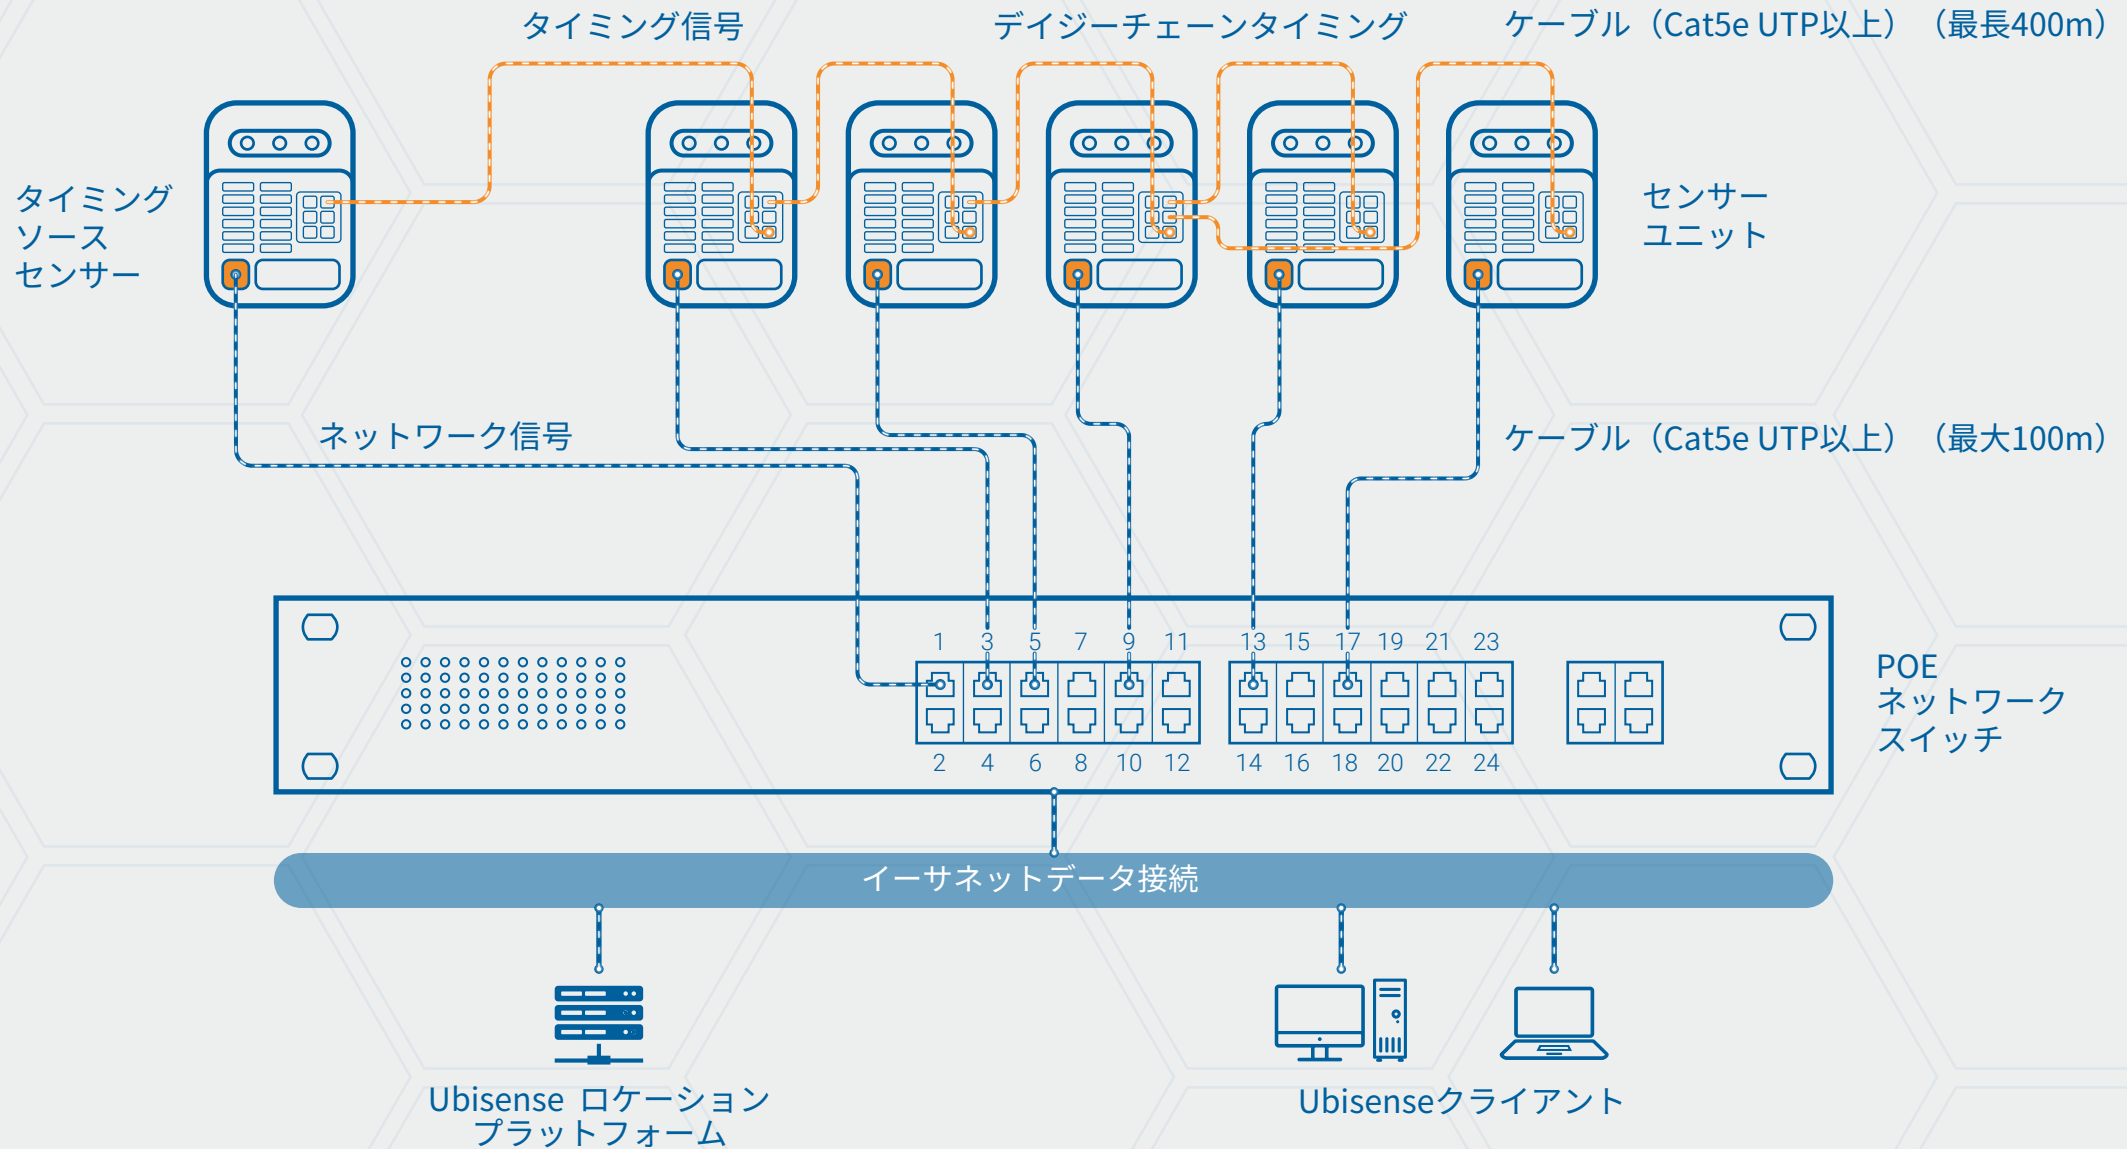 タイミング信号
デイジーチェーンタイミング
ケーブル（Cat5e UTP以上）（最長400m）
タイミング
ソース
センサー
センサー
ユニット
ネットワーク信号
ケーブル（Cat5e UTP以上）（最大100m）
1 3 5 7 9 11 13 15 17 19 21 23
2 4 6 8 10 12 14 16 18 20 22 24
POE
ネットワーク
スイッチ
イーサネットデータ接続
Ubisense ロケーション
プラットフォーム
Ubisenseクライアント